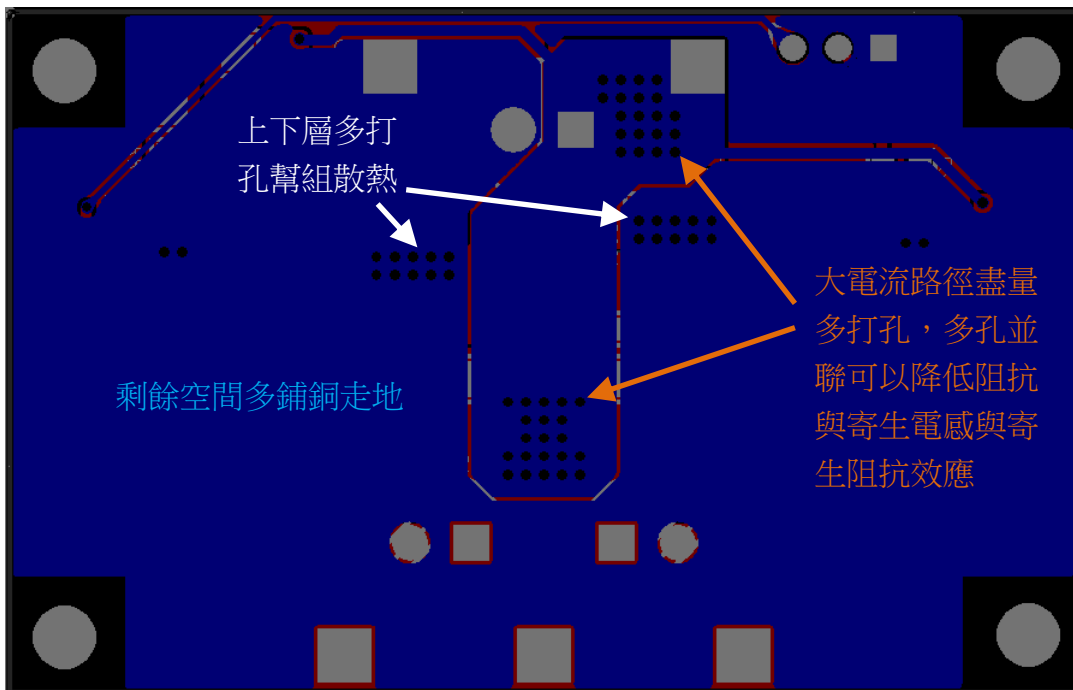 上下層多打
孔幫組散熱
大電流路徑盡量
多打孔，多孔並
聯可以降低阻抗
與寄生電感與寄
生阻抗效應
剩餘空間多鋪銅走地